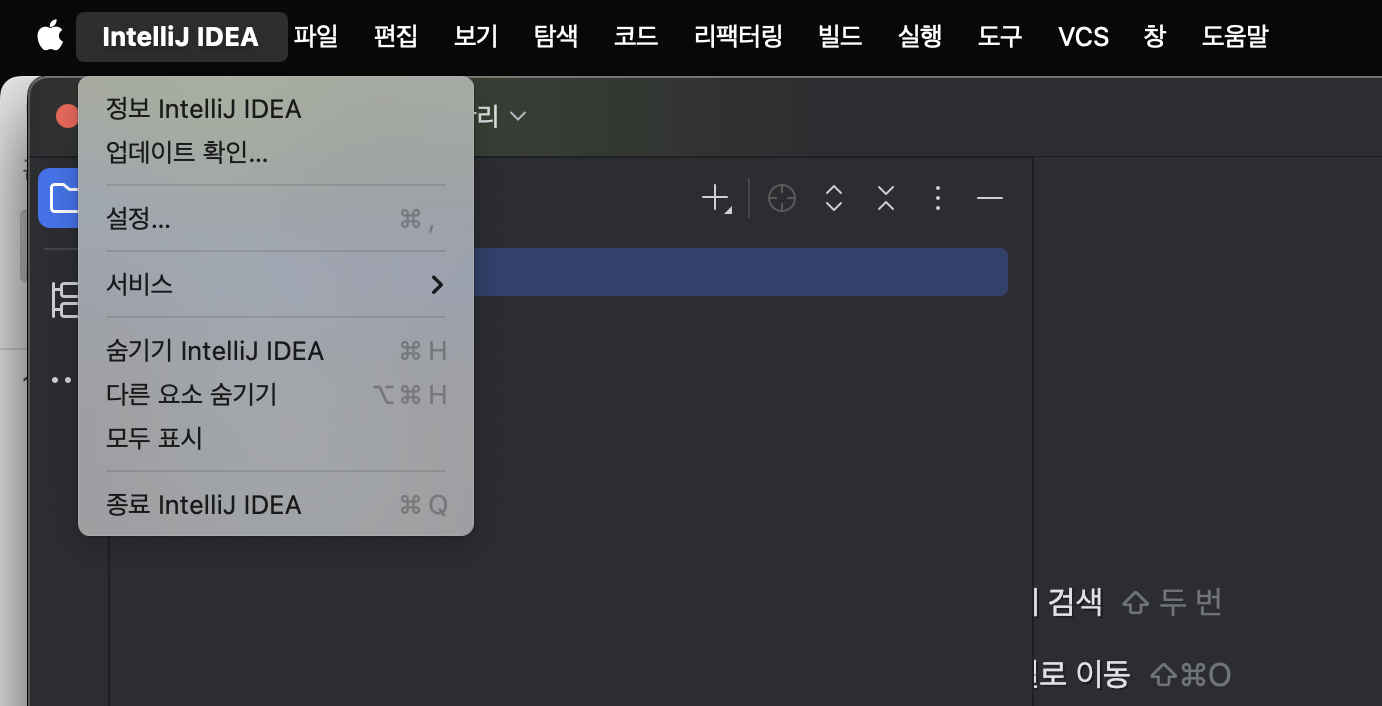 IntelliJ IDEA 파일 편집 보기 탐색 코드 리팩터링 빌드 실행 도구 VCS 창 도움말
정보 IntelliJ IDEA
업데이트 확인...
설정... ⌘ ,
서비스
숨기기 IntelliJ IDEA ⌘ H
다른 요소 숨기기 ⌥ ⌘ H
모두 표시
종료 IntelliJ IDEA ⌘ Q
리
검색 ⇧ 두 번
로 이동 ⇧⌘O